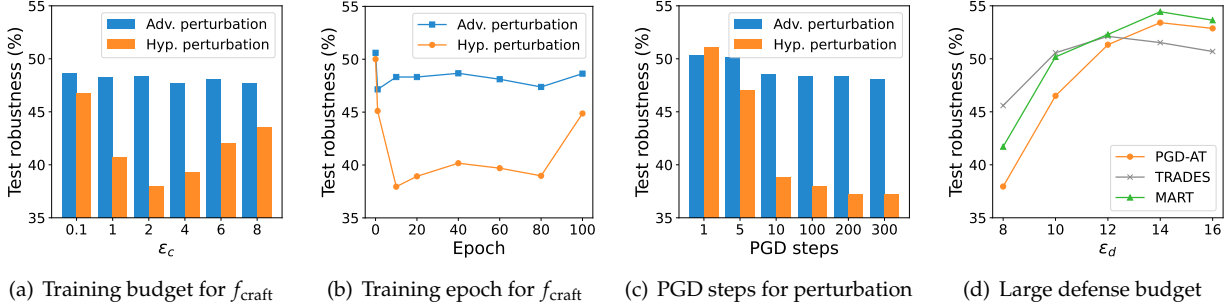 Test robustness (%)
55
50
45
40
35
Adv. perturbation
Hyp. perturbation
0.1 1 2 4 6 8
ε_c
(a) Training budget for f_craft
Test robustness (%)
55
50
45
40
35
Adv. perturbation
Hyp. perturbation
0 20 40 60 80 100
Epoch
(b) Training epoch for f_craft
Test robustness (%)
55
50
45
40
35
Adv. perturbation
Hyp. perturbation
1 5 10 100 200 300
PGD steps
(c) PGD steps for perturbation
Test robustness (%)
55
50
45
40
35
PGD-AT
TRADES
MART
8 10 12 14 16
ε_d
(d) Large defense budget